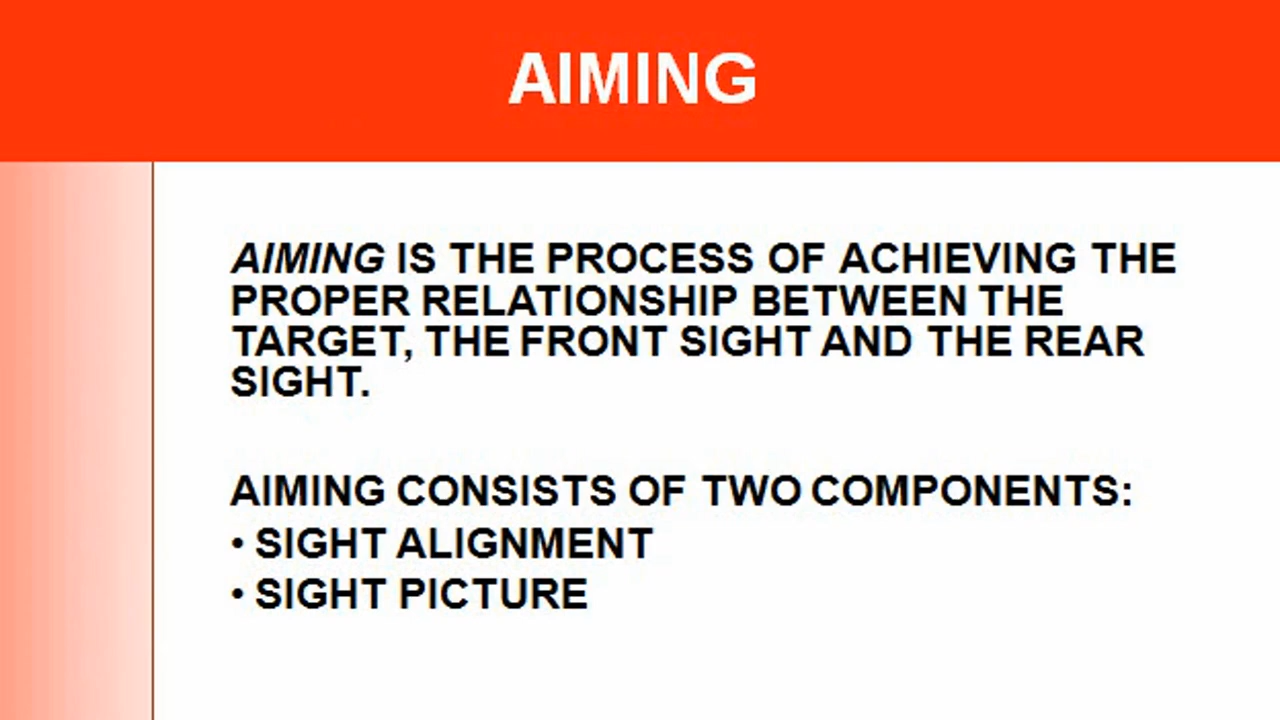 AIMING
AIMING IS THE PROCESS OF ACHIEVING THE
PROPER RELATIONSHIP BETWEEN THE
TARGET, THE FRONT SIGHT AND THE REAR
SIGHT.
AIMING CONSISTS OF TWO COMPONENTS:
• SIGHT ALIGNMENT
• SIGHT PICTURE